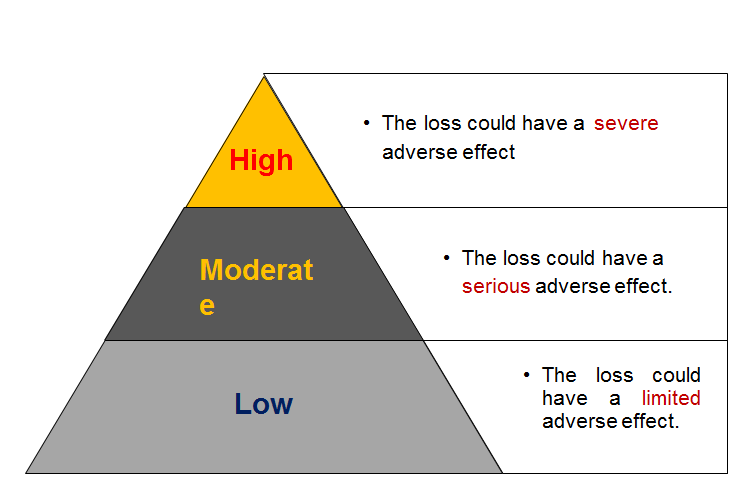 High
• The loss could have a severe
adverse effect
Moderat
e
• The loss could have a
serious adverse effect.
Low
• The loss could
have a limited
adverse effect.